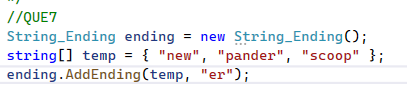 //QUE7
String_Ending ending = new String_Ending();
string[] temp = { "new", "pander", "scoop" };
ending.AddEnding(temp, "er");